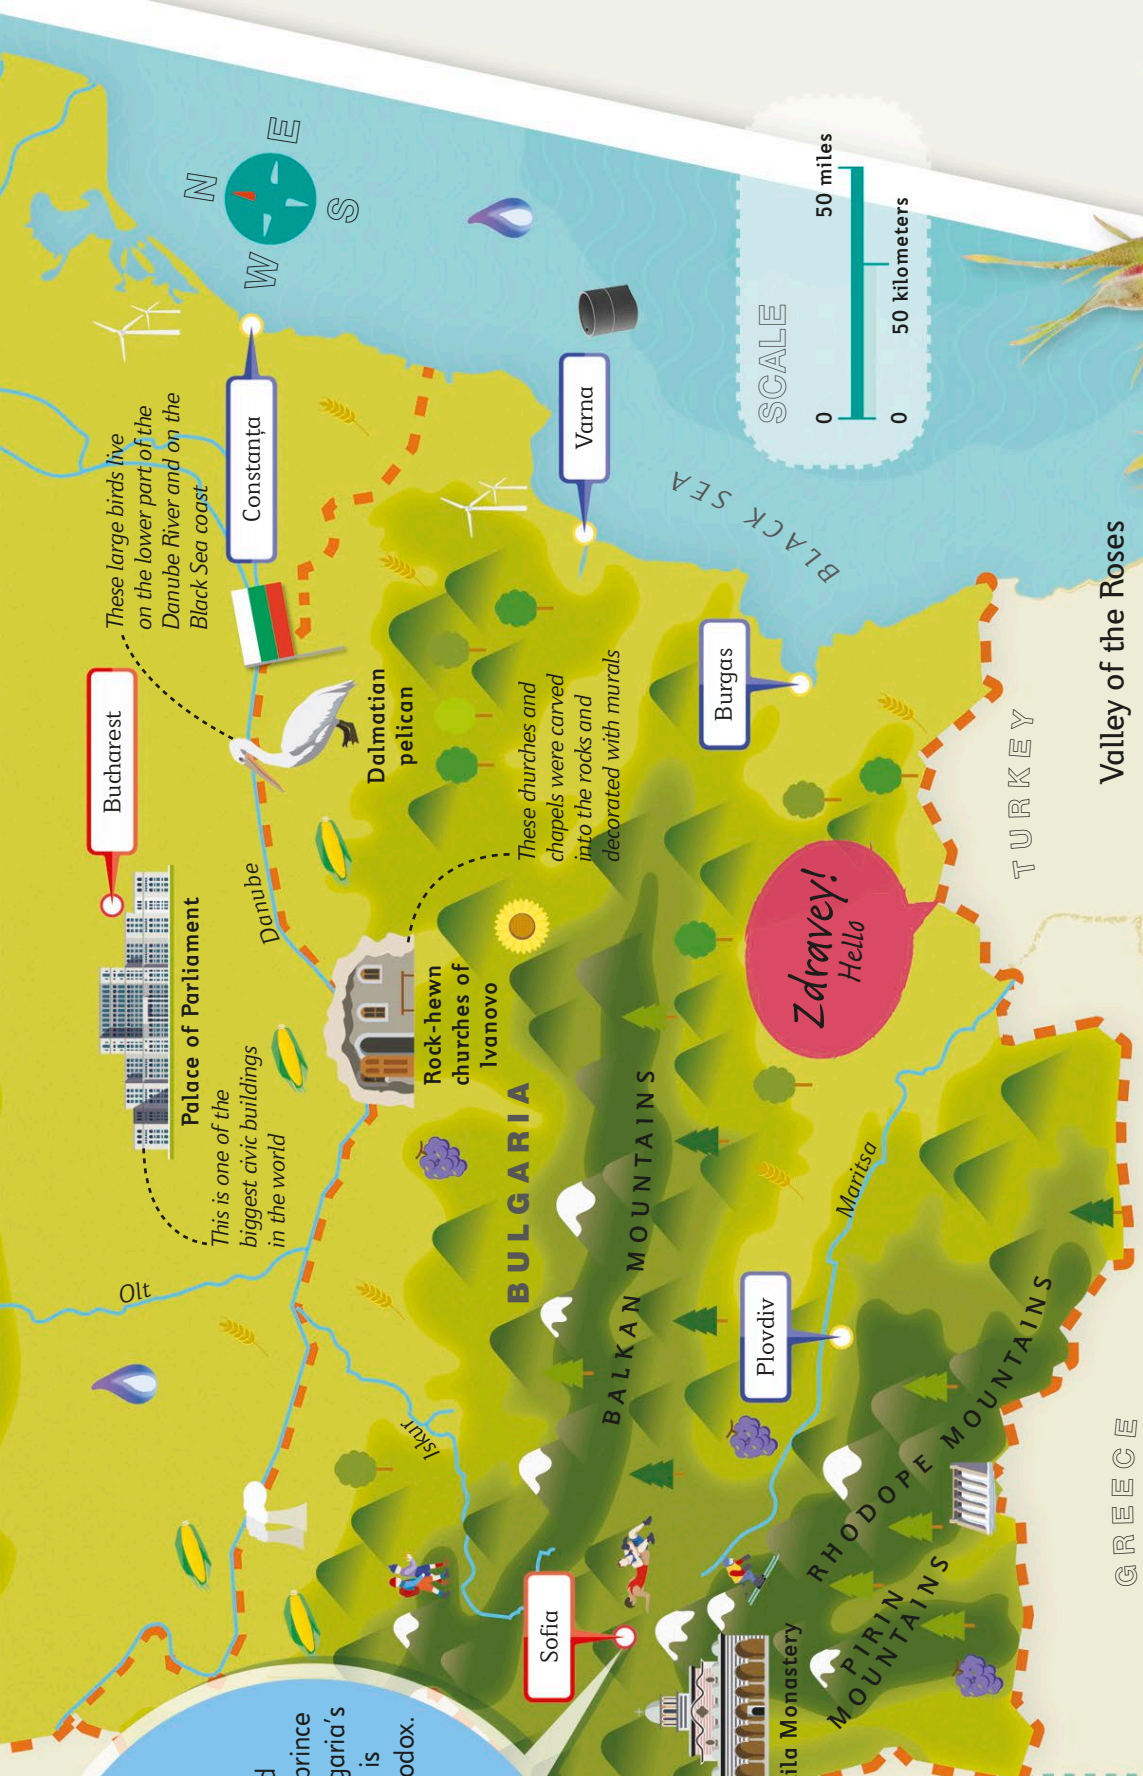 Bucharest
Palace of Parliament
This is one of the
biggest civic buildings
in the world
These large birds live
on the lower part of the
Danube River and on the
Black Sea coast
Constanța
N
E
S
W
Olt
Danube
Dalmatian
pelican
Rock-hewn
churches of
Ivanovo
These churches and
chapels were carved
into the rocks and
decorated with murals
Varna
BULGARIA
Iskur
BALKAN MOUNTAINS
BLACK SEA
Burgas
Sofia
Plovdiv
Maritsa
Zdravey!
Hello
SCALE
0
50 miles
0
50 kilometers
RHODOPE MOUNTAINS
PIRIN
MOUNTAINS
ila Monastery
TURKEY
GREECE
Valley of the Roses
d
prince
garia's
is
odox.